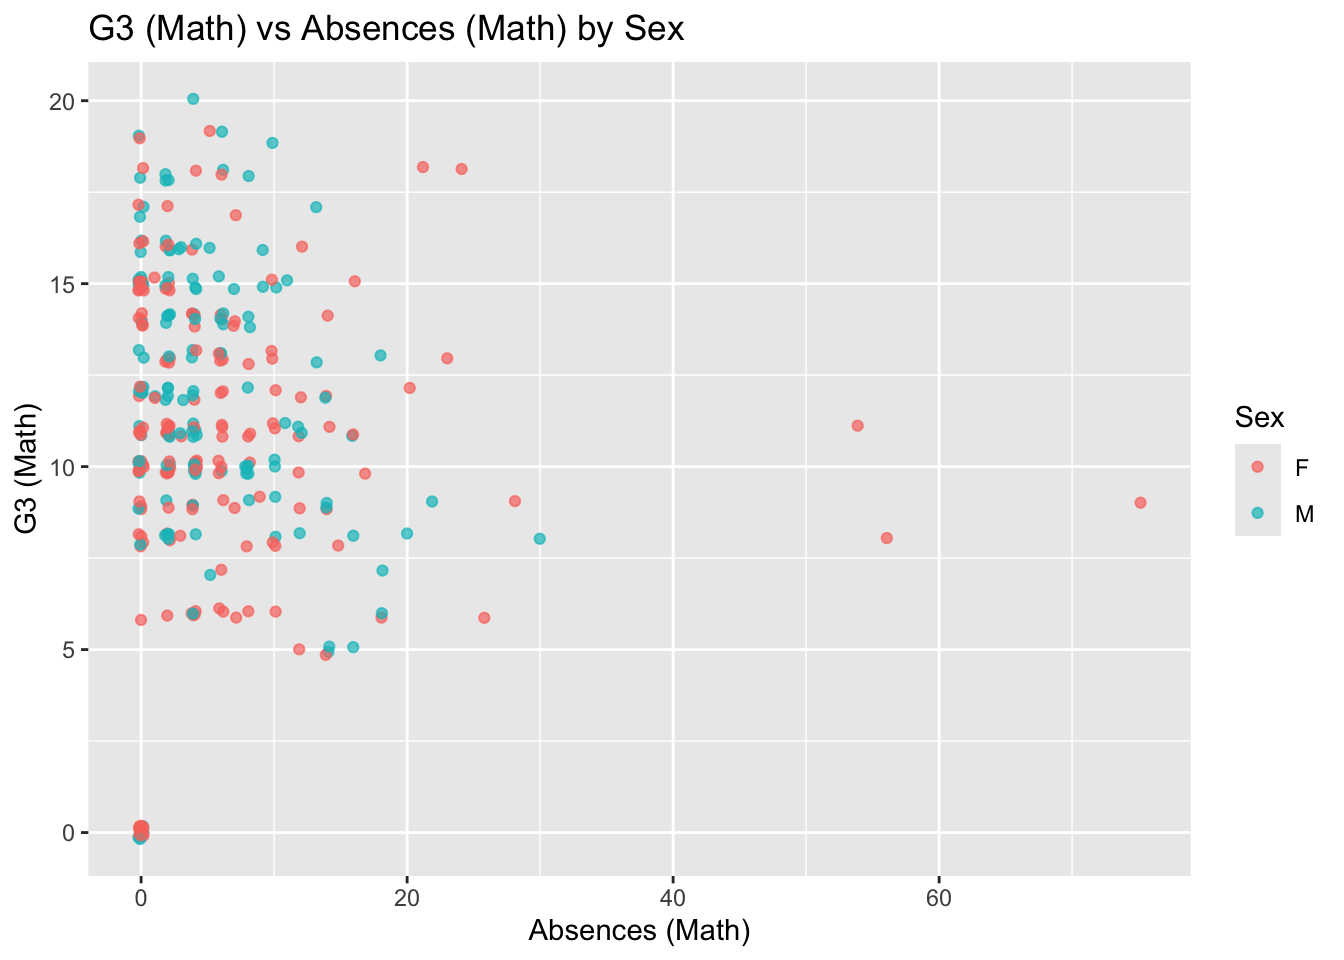 G3 (Math) vs Absences (Math) by Sex
20
15
10
5
0
G3 (Math)
0 20 40 60
Absences (Math)
Sex
F
M